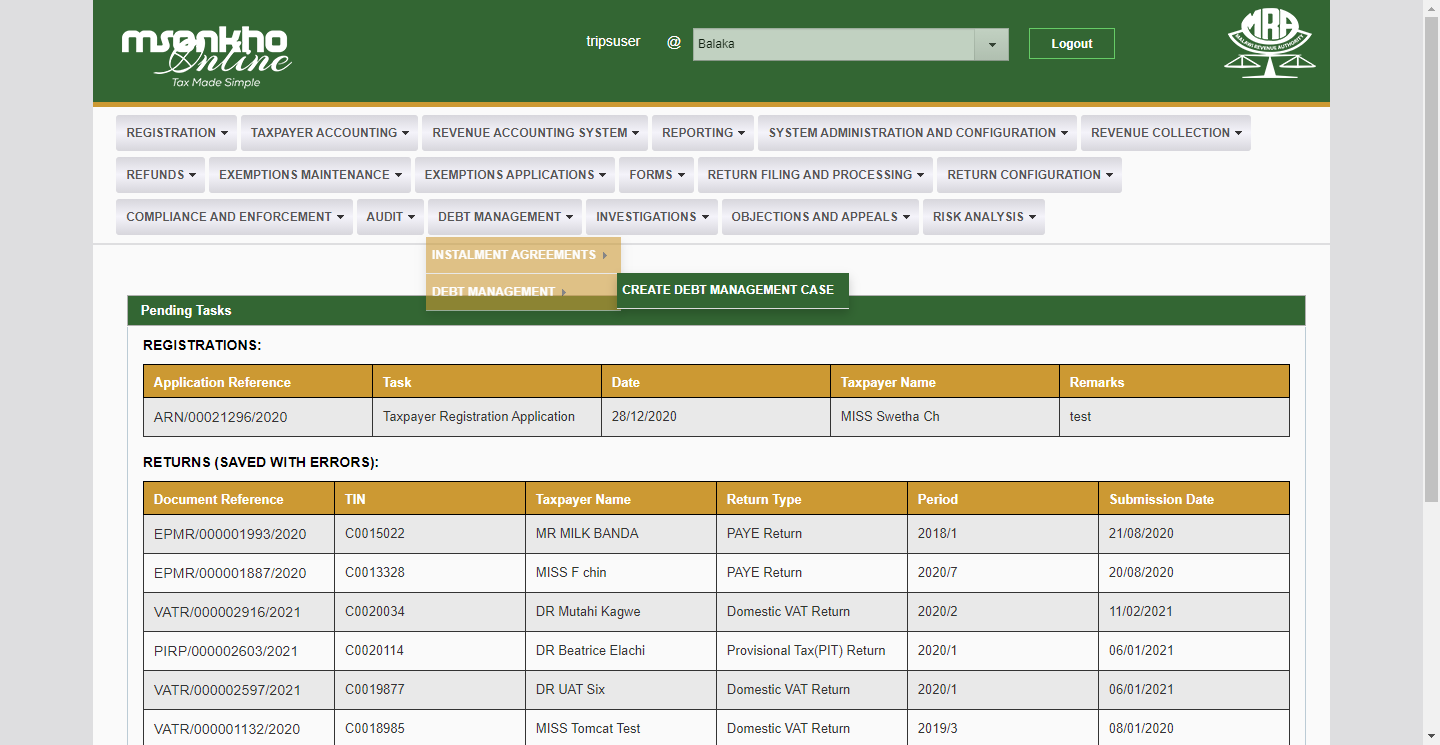 msonkho
Online
Tax Made Simple
tripsuser @ Balaka Logout
MRA
MALAWI REVENUE AUTHORITY
REGISTRATION TAXPAYER ACCOUNTING REVENUE ACCOUNTING SYSTEM REPORTING SYSTEM ADMINISTRATION AND CONFIGURATION REVENUE COLLECTION
REFUNDS EXEMPTIONS MAINTENANCE EXEMPTIONS APPLICATIONS FORMS RETURN FILING AND PROCESSING RETURN CONFIGURATION
COMPLIANCE AND ENFORCEMENT AUDIT DEBT MANAGEMENT INVESTIGATIONS OBJECTIONS AND APPEALS RISK ANALYSIS
INSTALMENT AGREEMENTS
DEBT MANAGEMENT CREATE DEBT MANAGEMENT CASE
Pending Tasks
REGISTRATIONS:
Application Reference Task Date Taxpayer Name Remarks
ARN/00021296/2020 Taxpayer Registration Application 28/12/2020 MISS Swetha Ch test
RETURNS (SAVED WITH ERRORS):
Document Reference TIN Taxpayer Name Return Type Period Submission Date
EPMR/000001993/2020 C0015022 MR MILK BANDA PAYE Return 2018/1 21/08/2020
EPMR/000001887/2020 C0013328 MISS F chin PAYE Return 2020/7 20/08/2020
VATR/000002916/2021 C0020034 DR Mutahi Kagwe Domestic VAT Return 2020/2 11/02/2021
PIRP/000002603/2021 C0020114 DR Beatrice Elachi Provisional Tax(PIT) Return 2020/1 06/01/2021
VATR/000002597/2021 C0019877 DR UAT Six Domestic VAT Return 2020/1 06/01/2021
VATR/000001132/2020 C0018985 MISS Tomcat Test Domestic VAT Return 2019/3 08/01/2020